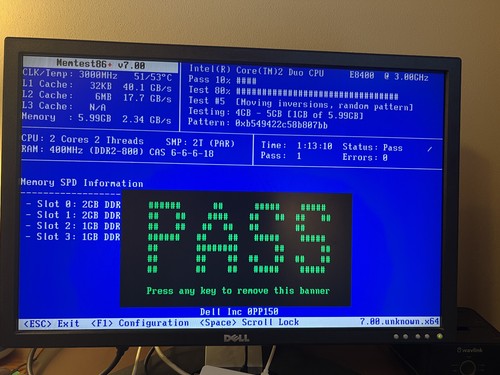 Memtest86+ v7.00
Intel(R) Core(TM)2 Duo CPU E8400 @ 3.00GHz
CLK/Temp: 3000MHz 51/53°C
Pass 10% ####
L1 Cache: 32KB 40.1 GB/s
Test 80% ################################
L2 Cache: 6MB 17.7 GB/s
Test #5 [Moving inversions, random pattern]
L3 Cache: N/A
Testing: 4GB - 5GB [1GB of 5.99GB]
Memory : 5.99GB 2.34 GB/s
Pattern: 0xb549422c58b807bb
CPU: 2 Cores 2 Threads SMP: 2T (PAR)
Time: 1:13:10 Status: Pass /
RAM: 400MHz (DDR2-800) CAS 6-6-6-18
Pass: 1 Errors: 0
Memory SPD Information
- Slot 0: 2GB DDR
- Slot 1: 2GB DDR
- Slot 2: 1GB DDR
- Slot 3: 1GB DDR
PASS
Press any key to remove this banner
Dell Inc 0PP150
<ESC> Exit <F1> Configuration <Space> Scroll Lock 7.00.unknown.x64
DELL